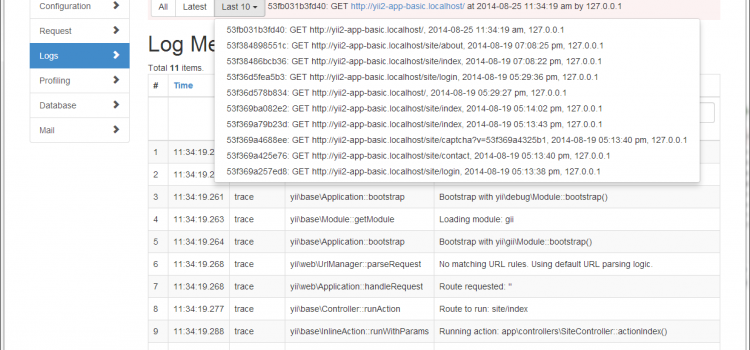 Configuration
Request
Logs
Profiling
Database
Mail
All Latest Last 10 53fb031b3fd40: GET http://yii2-app-basic.localhost/ at 2014-08-25 11:34:19 am by 127.0.0.1
53fb031b3fd40: GET http://yii2-app-basic.localhost/, 2014-08-25 11:34:19 am, 127.0.0.1
53f384898551c: GET http://yii2-app-basic.localhost/site/about, 2014-08-19 07:08:25 pm, 127.0.0.1
53f38486bcb36: GET http://yii2-app-basic.localhost/site/index, 2014-08-19 07:08:22 pm, 127.0.0.1
53f36d5fea5b3: GET http://yii2-app-basic.localhost/site/login, 2014-08-19 05:29:36 pm, 127.0.0.1
53f36d578b834: GET http://yii2-app-basic.localhost/, 2014-08-19 05:29:27 pm, 127.0.0.1
53f369ba082e2: GET http://yii2-app-basic.localhost/site/index, 2014-08-19 05:14:02 pm, 127.0.0.1
53f369a79b23d: GET http://yii2-app-basic.localhost/site/index, 2014-08-19 05:13:43 pm, 127.0.0.1
53f369a4688ee: GET http://yii2-app-basic.localhost/site/captcha?v=53f369a4325b1, 2014-08-19 05:13:40 pm, 127.0.0.1
53f369a425e76: GET http://yii2-app-basic.localhost/site/contact, 2014-08-19 05:13:40 pm, 127.0.0.1
53f369a257ed8: GET http://yii2-app-basic.localhost/site/login, 2014-08-19 05:13:38 pm, 127.0.0.1
Log Me
Total 11 items.
# Time
1 11:34:19.2
2 11:34:19.2
3 11:34:19.261 trace yii\base\Application::bootstrap Bootstrap with yii\debug\Module::bootstrap()
4 11:34:19.263 trace yii\base\Module::getModule Loading module: gii
5 11:34:19.264 trace yii\base\Application::bootstrap Bootstrap with yii\gii\Module::bootstrap()
6 11:34:19.268 trace yii\web\UrlManager::parseRequest No matching URL rules. Using default URL parsing logic.
7 11:34:19.268 trace yii\web\Application::handleRequest Route requested: ''
8 11:34:19.277 trace yii\base\Controller::runAction Route to run: site/index
9 11:34:19.288 trace yii\base\InlineAction::runWithParams Running action: app\controllers\SiteController::actionIndex()